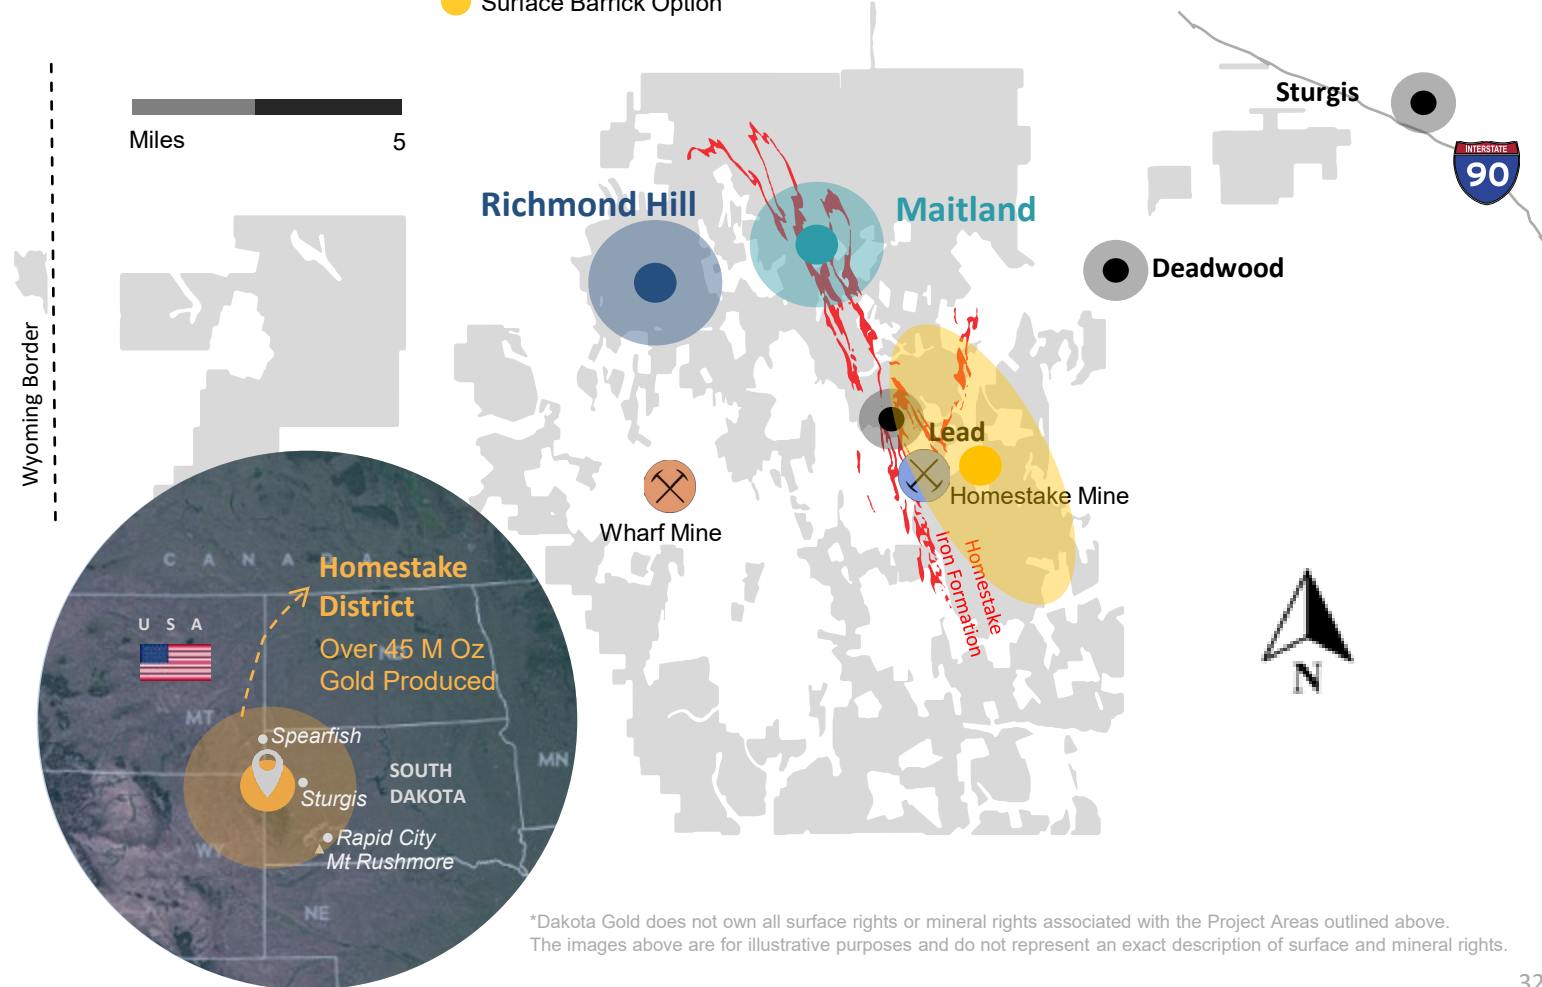 Surface Barrick Option
Miles 5
Sturgis
INTERSTATE
90
Richmond Hill
Maitland
Deadwood
Wyoming Border
Lead
Homestake Mine
Wharf Mine
Homestake
Iron Formation
CANADA
Homestake
District
USA
Over 45 M Oz
Gold Produced
ND
MT
Spearfish
MN
SOUTH
DAKOTA
Sturgis
Rapid City
WY
Mt Rushmore
NE
N
*Dakota Gold does not own all surface rights or mineral rights associated with the Project Areas outlined above.
The images above are for illustrative purposes and do not represent an exact description of surface and mineral rights.
32